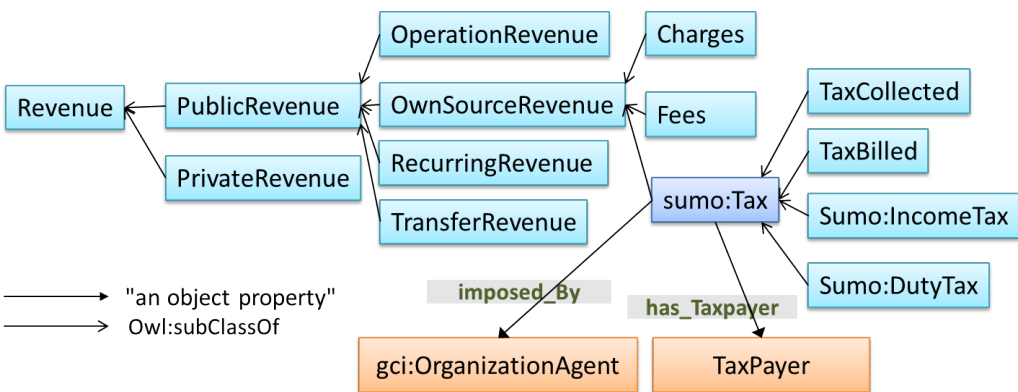 OperationRevenue
Charges
Revenue
PublicRevenue
OwnSourceRevenue
Fees
TaxCollected
TaxBilled
PrivateRevenue
RecurringRevenue
sumo:Tax
TransferRevenue
Sumo:IncomeTax
Sumo:DutyTax
"an object property"
imposed_By
has_Taxpayer
Owl:subClassOf
gci:OrganizationAgent
TaxPayer